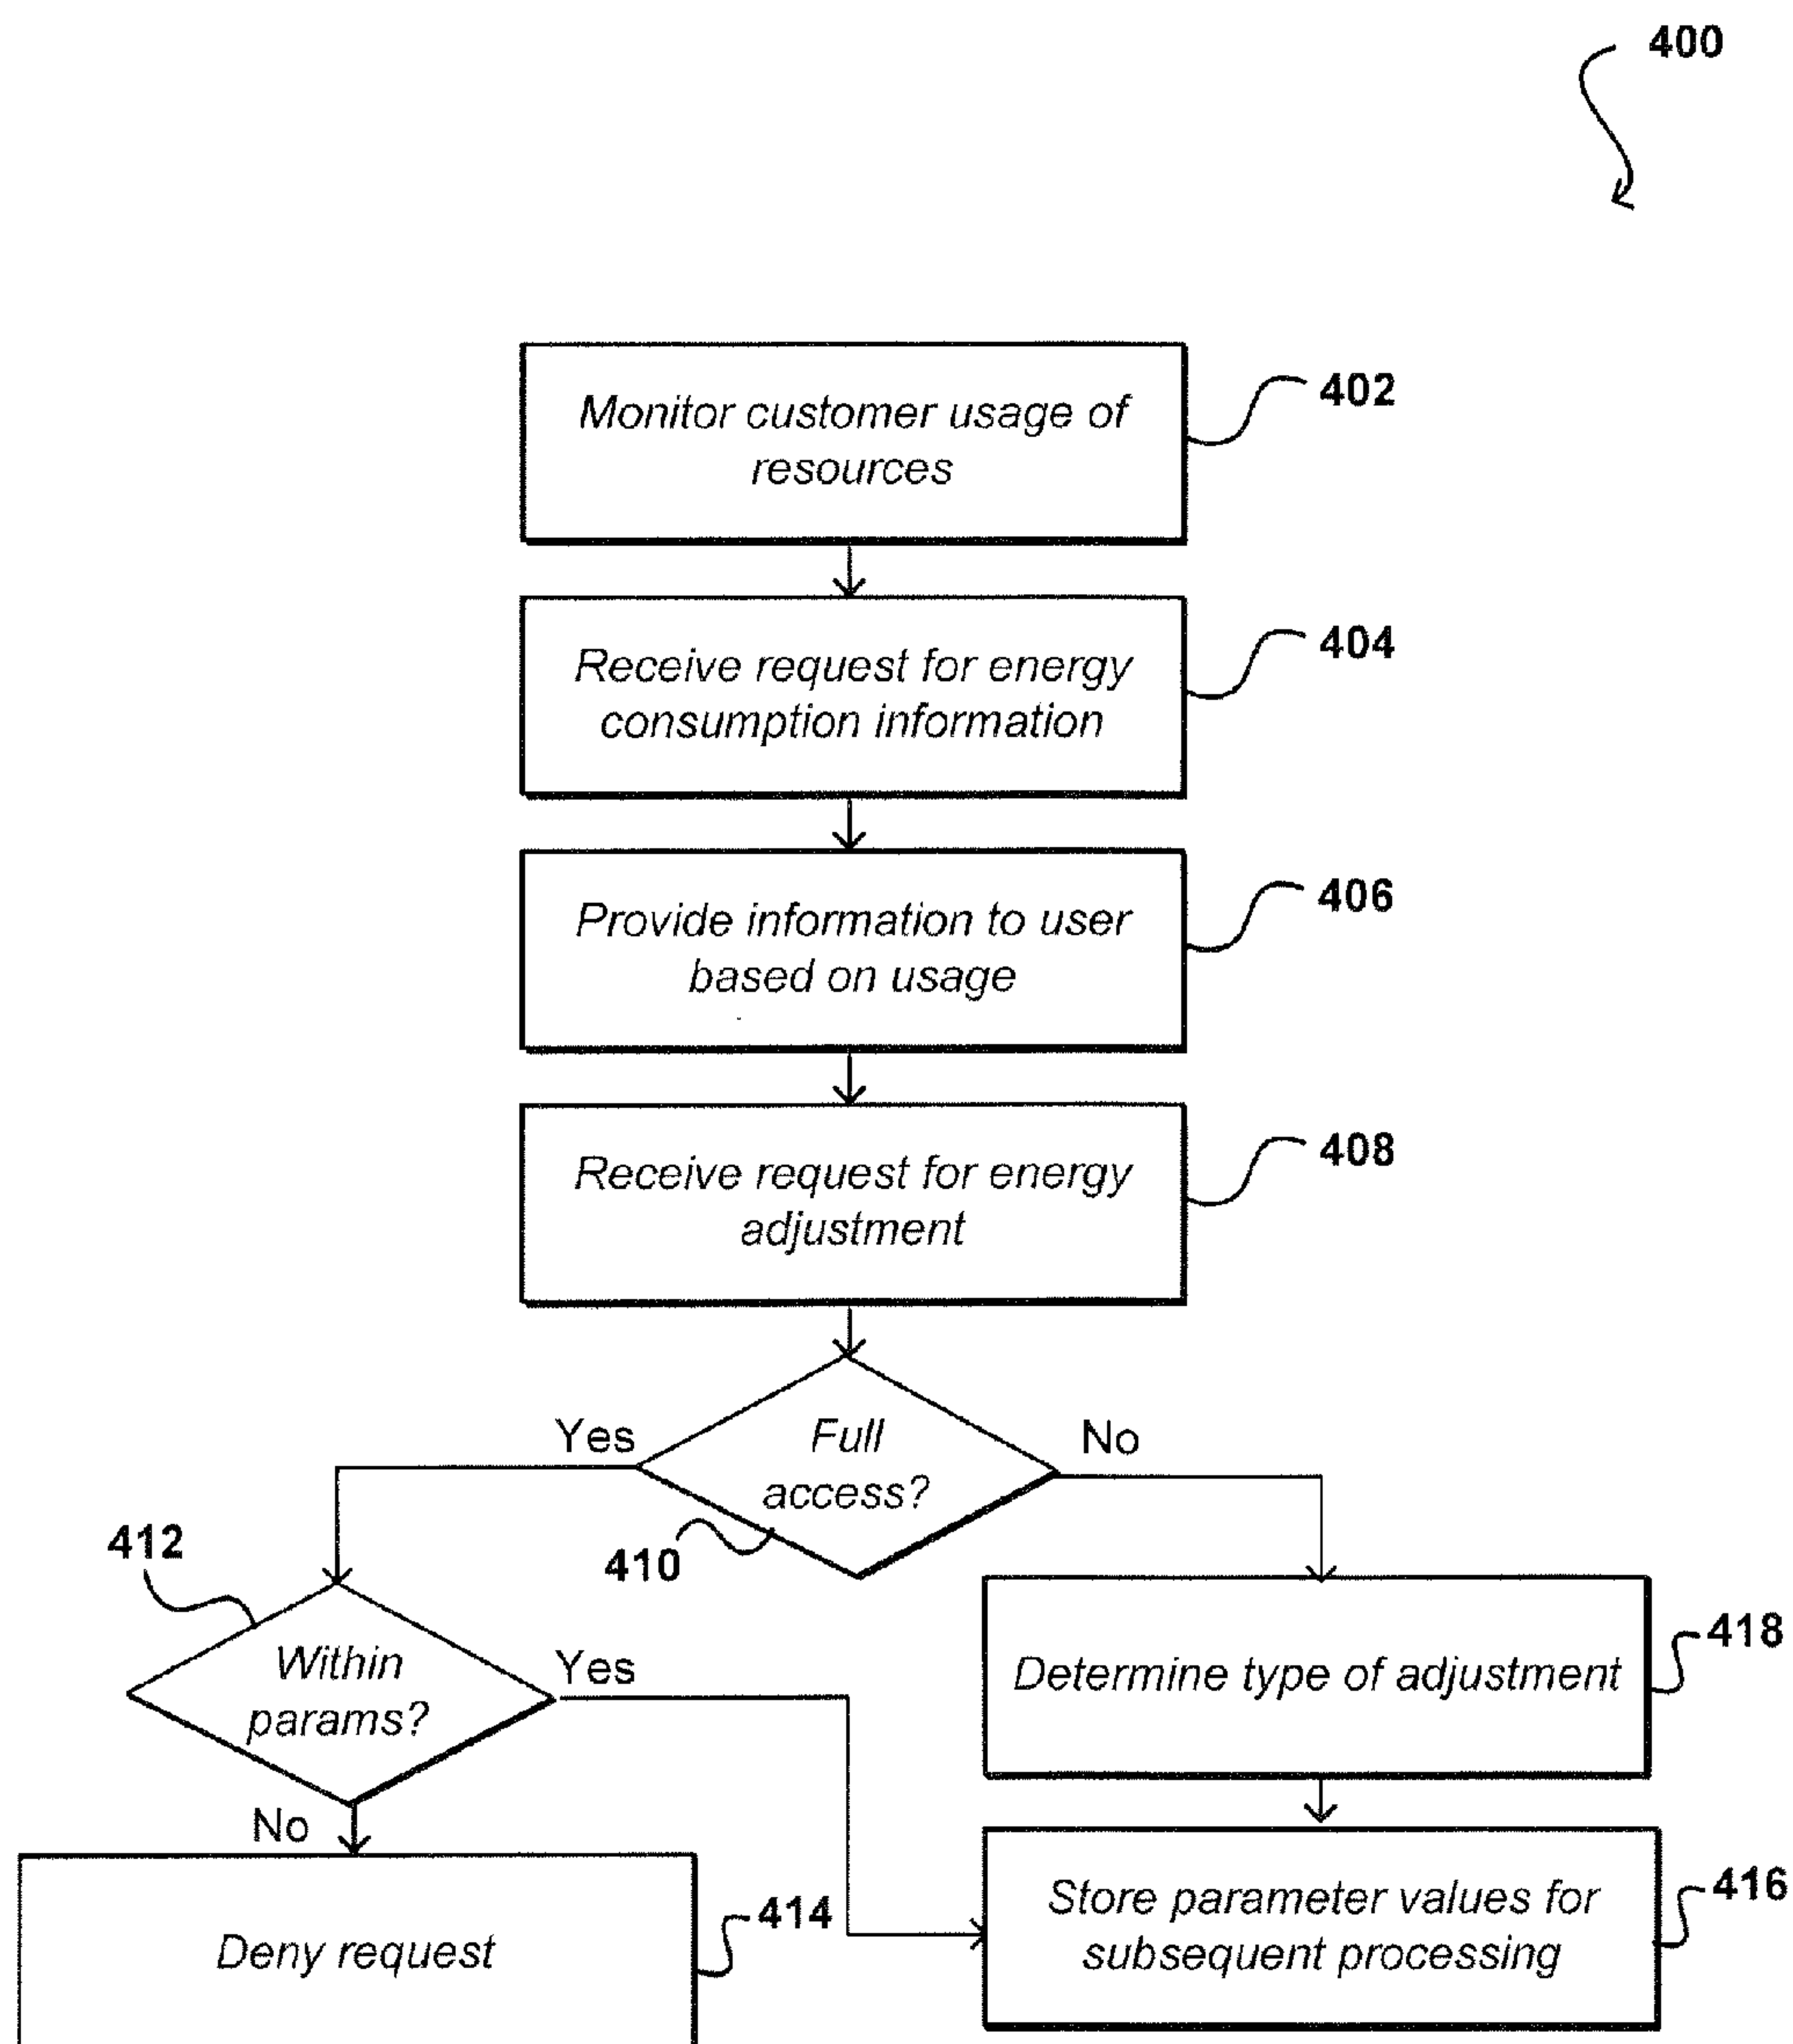 400
Monitor customer usage of
resources
402
Receive request for energy
consumption information
404
Provide information to user
based on usage
406
Receive request for energy
adjustment
408
Full
access?
Yes
No
410
412
Within
params?
Yes
No
Determine type of adjustment
418
Deny request
414
Store parameter values for
subsequent processing
416